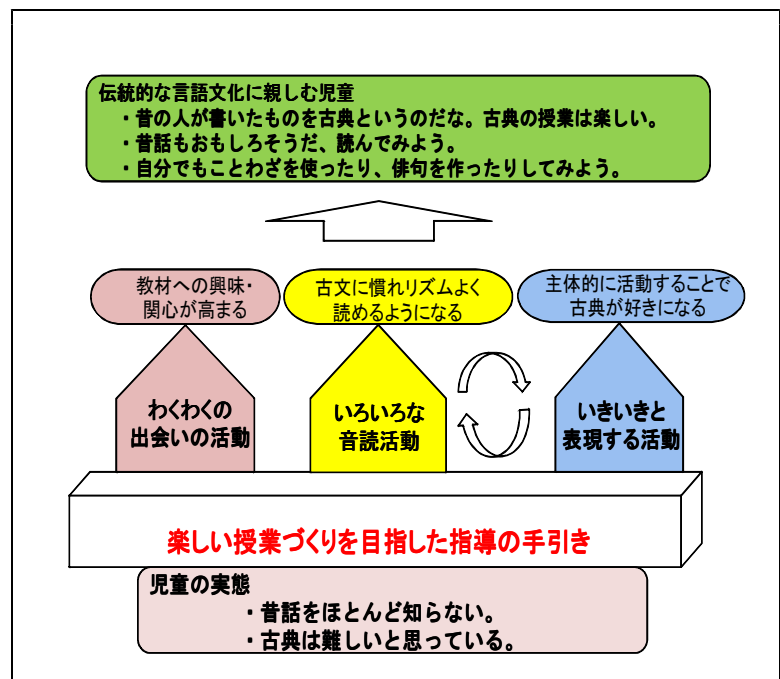 伝統的な言語文化に親しむ児童
・昔の人が書いたものを古典というのだな。古典の授業は楽しい。
・昔話もおもしろそうだ、読んでみよう。
・自分でもことわざを使ったり、俳句を作ったりしてみよう。
教材への興味・
関心が高まる
古文に慣れリズムよく
読めるようになる
主体的に活動することで
古典が好きになる
わくわくの
出会いの活動
いろいろな
音読活動
いきいきと
表現する活動
楽しい授業づくりを目指した指導の手引き
児童の実態
・昔話をほとんど知らない。
・古典は難しいと思っている。